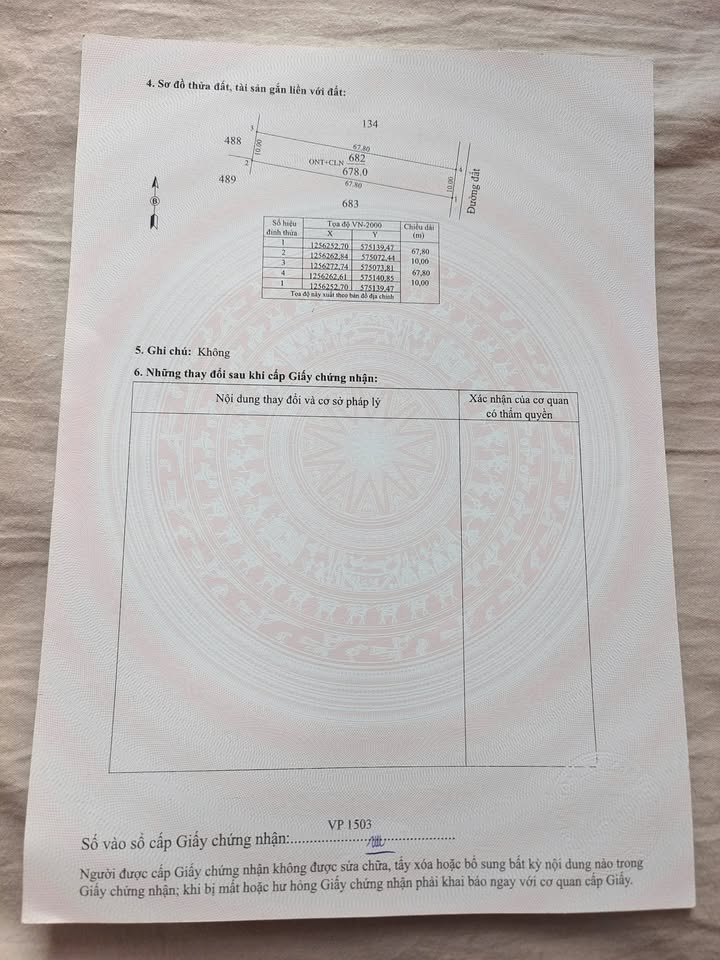 4. Sơ đồ thửa đất, tài sản gắn liền với đất:
134
488
3
67.80
10.00
ONT+CLN 682
678.0
4
2
489
67.80
10.00
1
Đường đất
683
B
Số hiệu đỉnh thửa Tọa độ VN-2000 Chiều dài (m)
X Y
1 1256252,70 575139,47
67,80
2 1256262,84 575072,44
10,00
3 1256272,74 575073,81
67,80
4 1256262,61 575140,85
10,00
1 1256252,70 575139,47
Tọa độ này xuất theo bản đồ địa chính
5. Ghi chú: Không
6. Những thay đổi sau khi cấp Giấy chứng nhận:
Nội dung thay đổi và cơ sở pháp lý Xác nhận của cơ quan
có thẩm quyền
VP 1503
Số vào sổ cấp Giấy chứng nhận:
Người được cấp Giấy chứng nhận không được sửa chữa, tẩy xóa hoặc bổ sung bất kỳ nội dung nào trong
Giấy chứng nhận; khi bị mất hoặc hư hỏng Giấy chứng nhận phải khai báo ngay với cơ quan cấp Giấy.